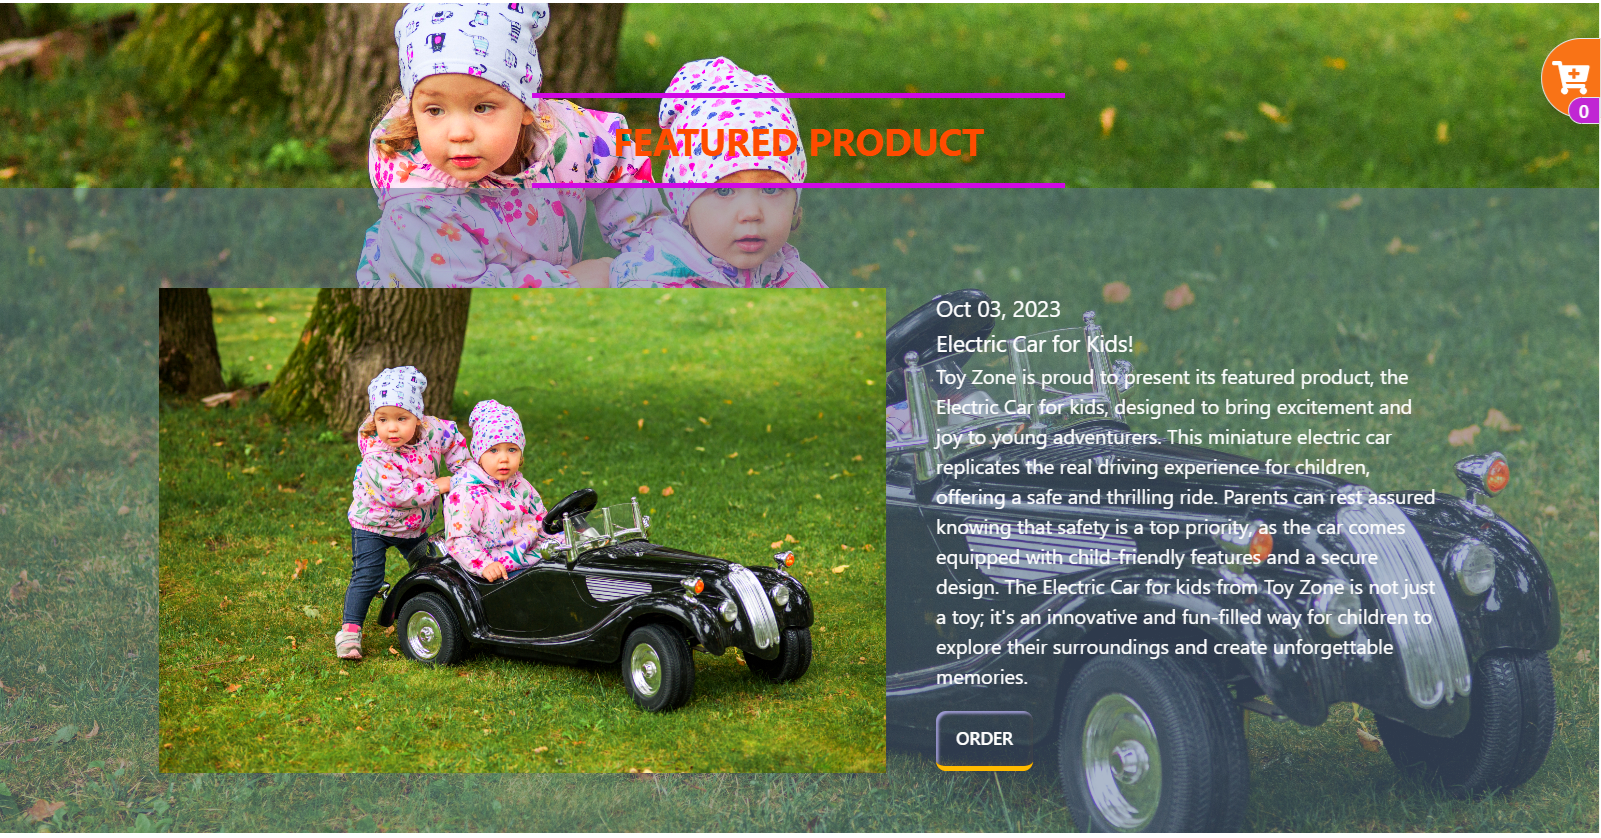 0
FEATURED PRODUCT
Oct 03, 2023
Electric Car for Kids!
Toy Zone is proud to present its featured product, the
Electric Car for kids, designed to bring excitement and
joy to young adventurers. This miniature electric car
replicates the real driving experience for children,
offering a safe and thrilling ride. Parents can rest assured
knowing that safety is a top priority, as the car comes
equipped with child-friendly features and a secure
design. The Electric Car for kids from Toy Zone is not just
a toy; it's an innovative and fun-filled way for children to
explore their surroundings and create unforgettable
memories.
ORDER